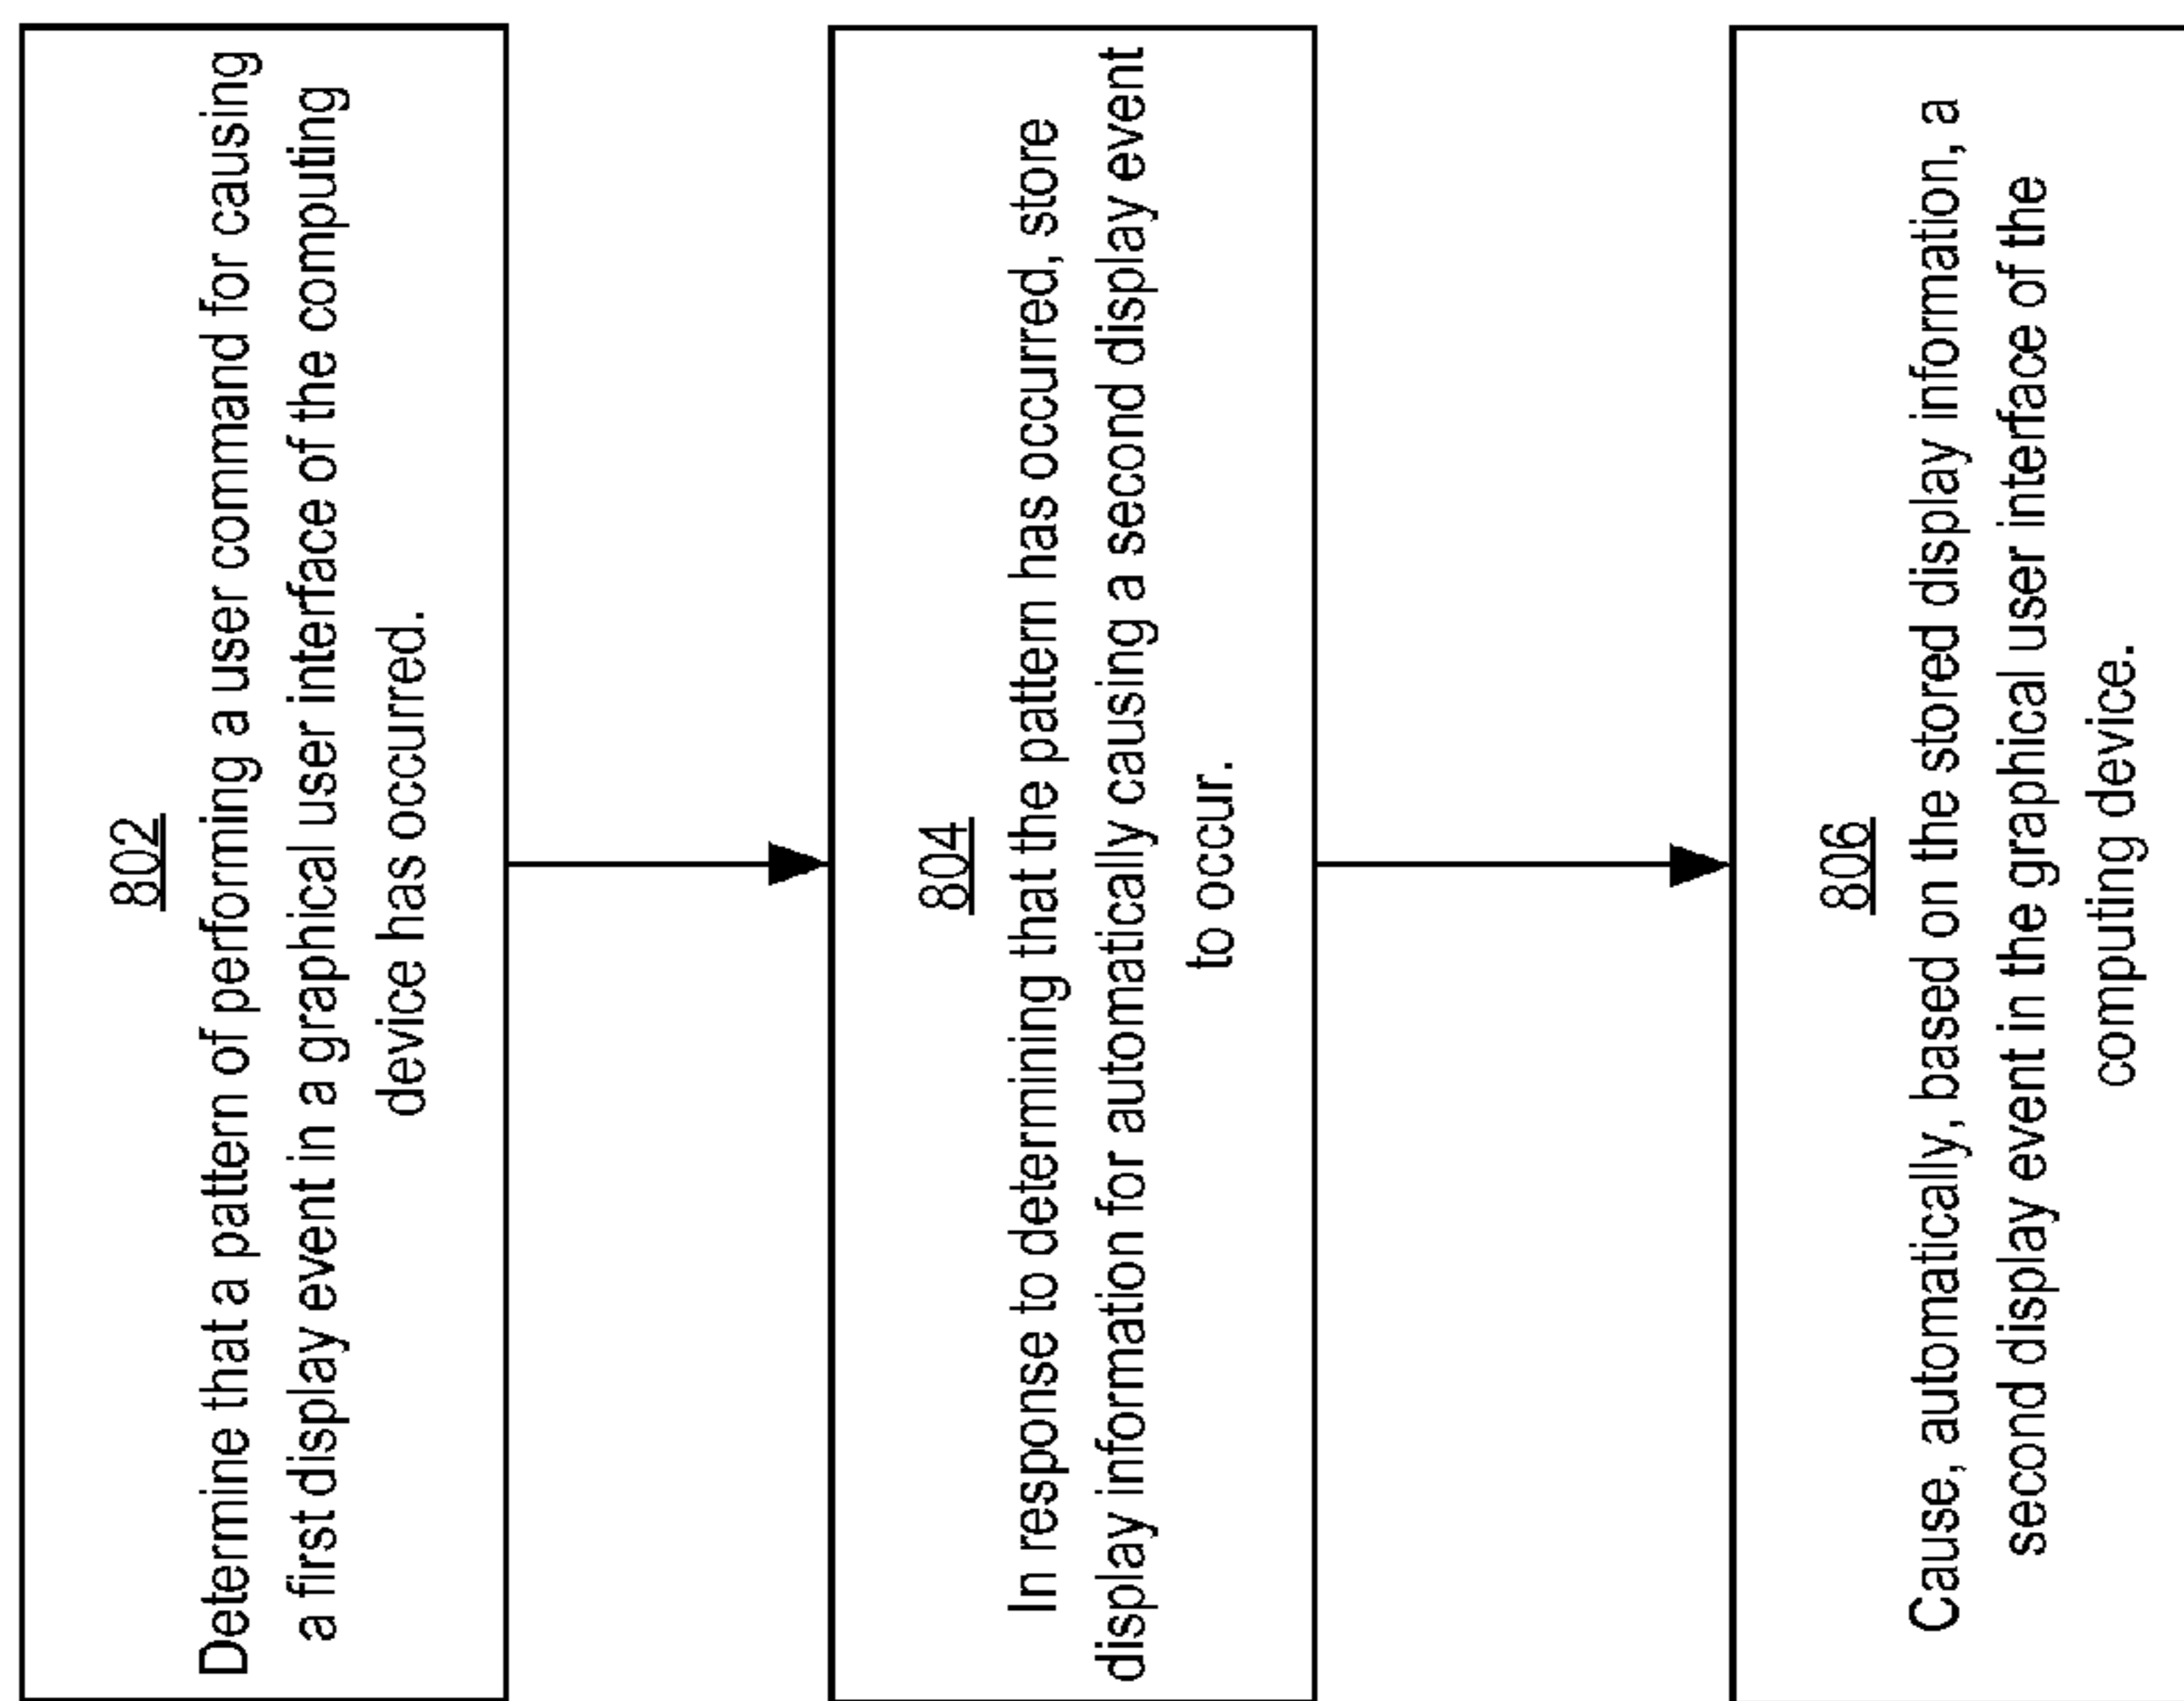 802
Determine that a pattern of performing a user command for causing
a first display event in a graphical user interface of the computing
device has occurred.
804
In response to determining that the pattern has occurred, store
display information for automatically causing a second display event
to occur.
806
Cause, automatically, based on the stored display information, a
second display event in the graphical user interface of the
computing device.